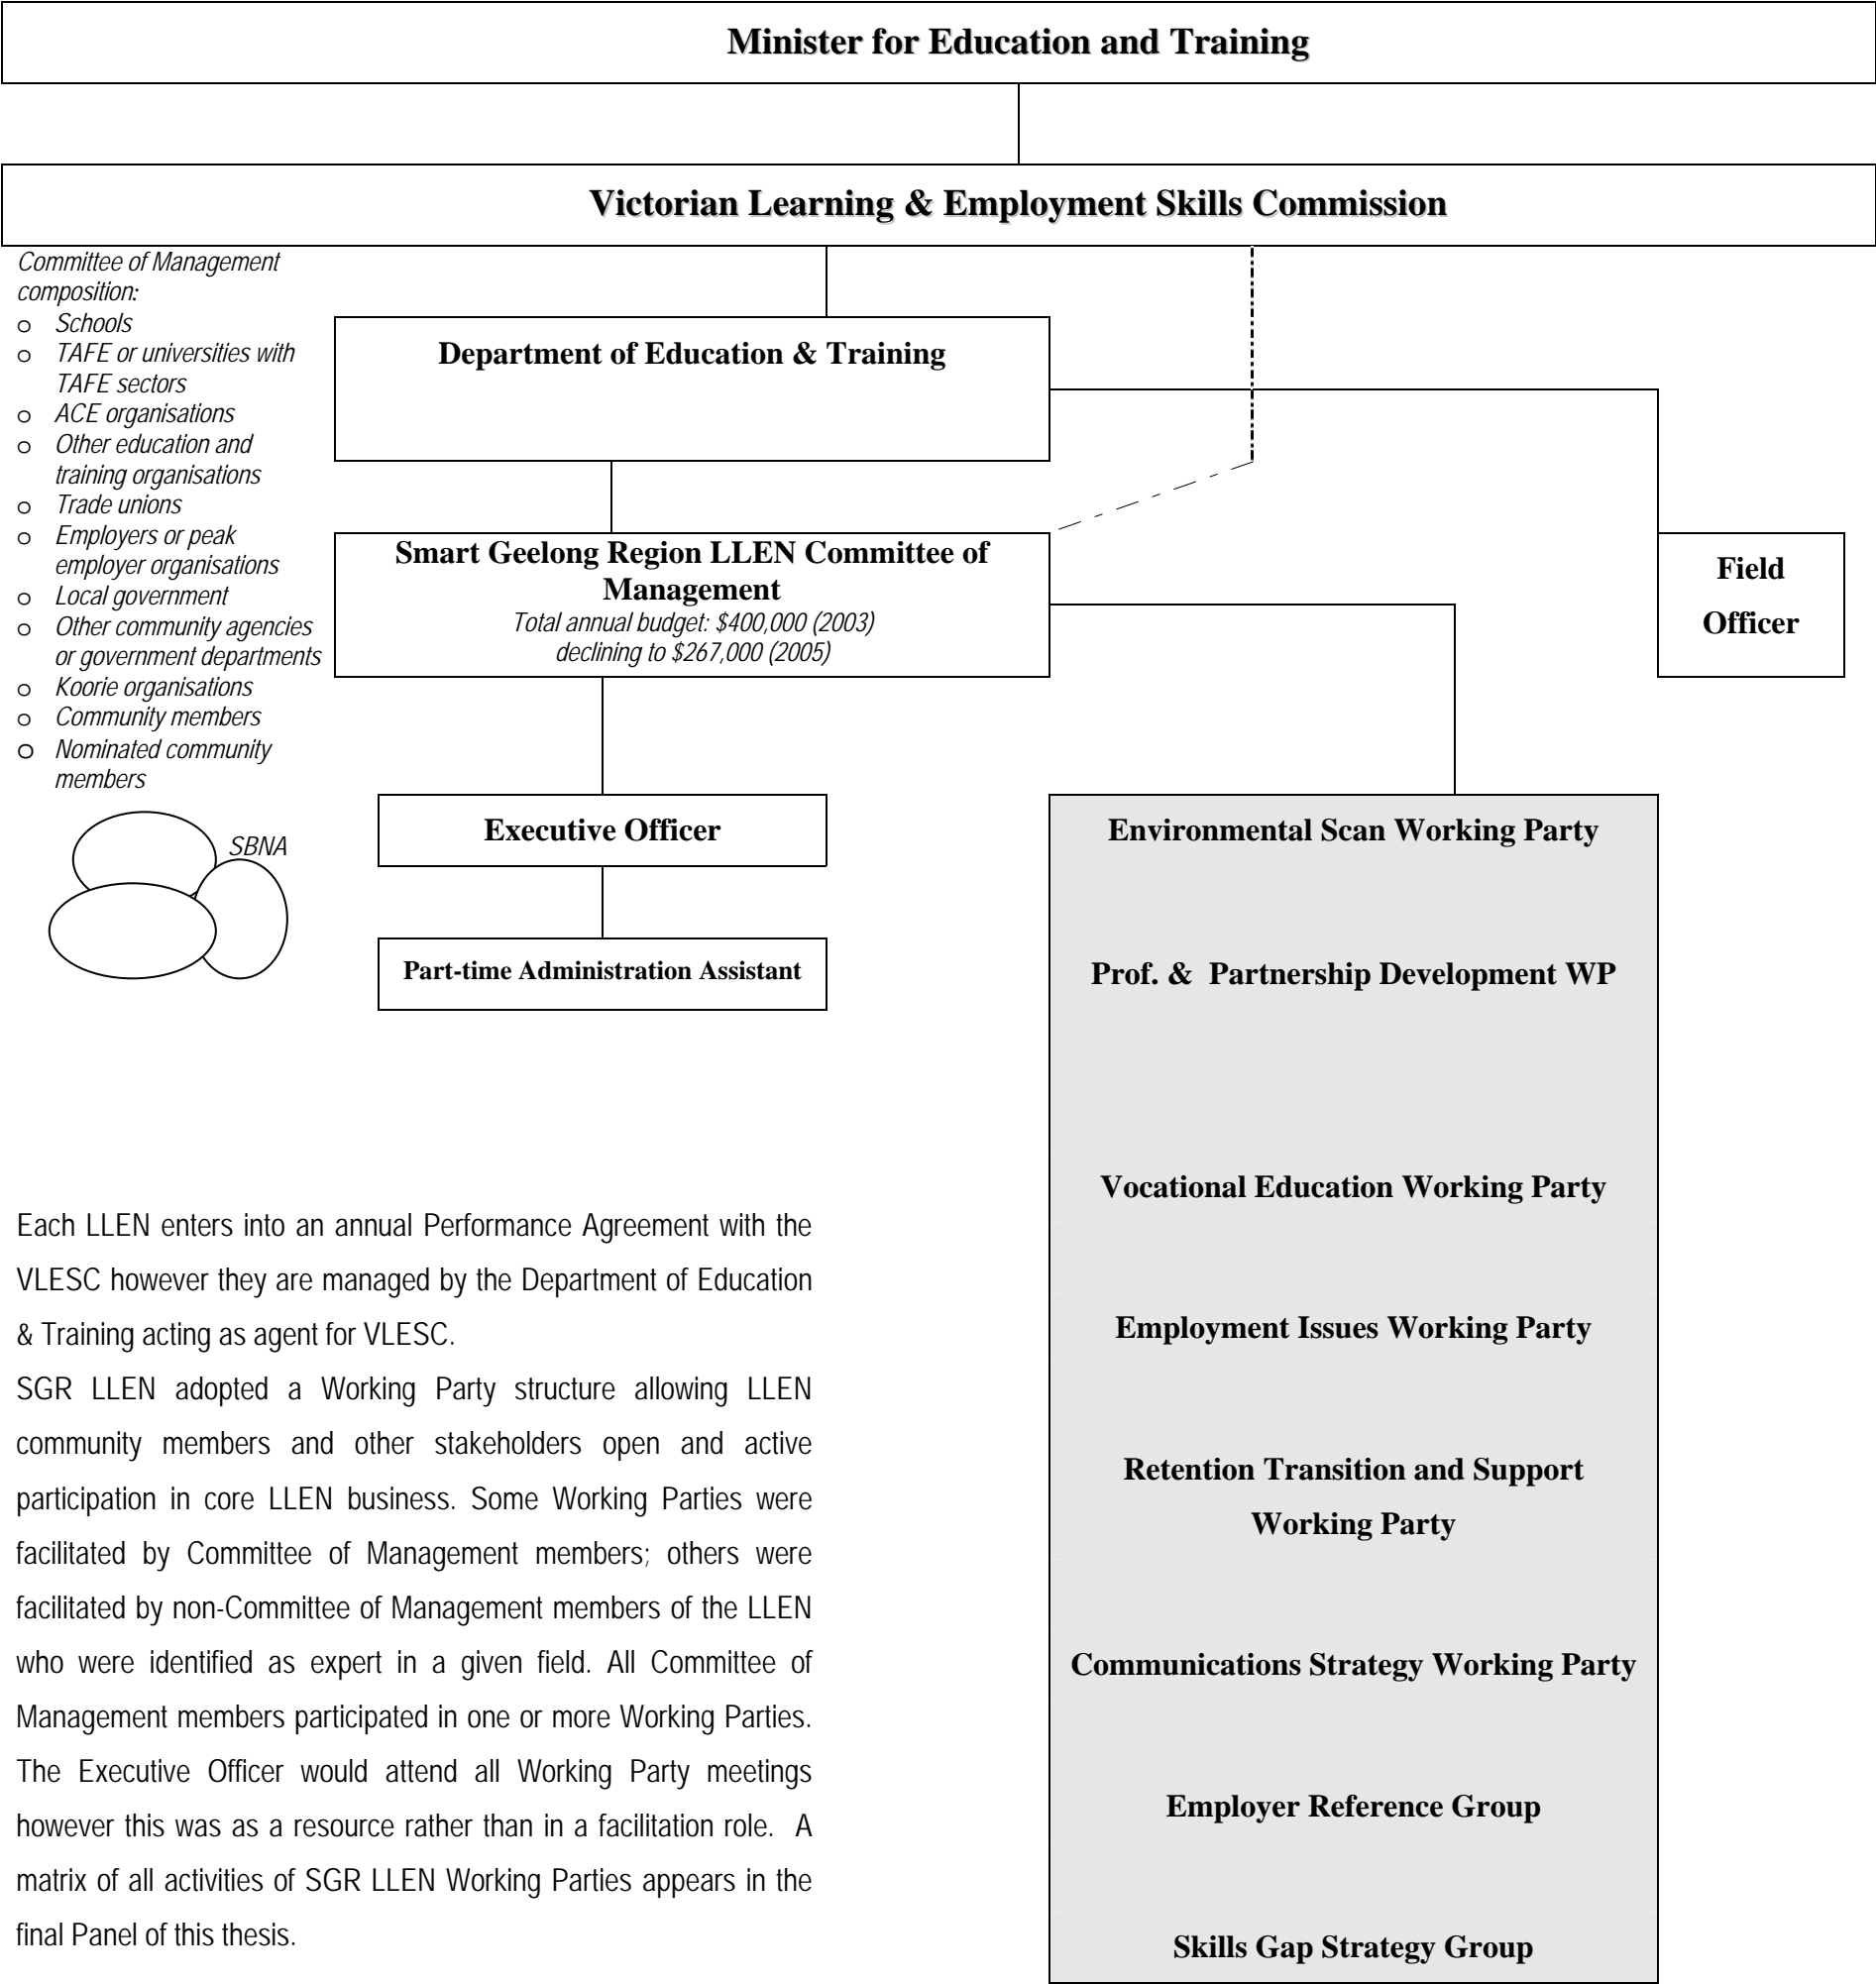 Minister for Education and Training
Victorian Learning & Employment Skills Commission
Committee of Management
composition:
o Schools
o TAFE or universities with
TAFE sectors
o ACE organisations
o Other education and
training organisations
o Trade unions
o Employers or peak
employer organisations
o Local government
o Other community agencies
or government departments
o Koorie organisations
o Community members
o Nominated community
members
SBNA
Department of Education & Training
Smart Geelong Region LLEN Committee of
Management
Total annual budget: $400,000 (2003)
declining to $267,000 (2005)
Field
Officer
Executive Officer
Part-time Administration Assistant
Environmental Scan Working Party
Prof. & Partnership Development WP
Vocational Education Working Party
Employment Issues Working Party
Retention Transition and Support
Working Party
Communications Strategy Working Party
Employer Reference Group
Skills Gap Strategy Group
Each LLEN enters into an annual Performance Agreement with the
VLESC however they are managed by the Department of Education
& Training acting as agent for VLESC.
SGR LLEN adopted a Working Party structure allowing LLEN
community members and other stakeholders open and active
participation in core LLEN business. Some Working Parties were
facilitated by Committee of Management members; others were
facilitated by non-Committee of Management members of the LLEN
who were identified as expert in a given field. All Committee of
Management members participated in one or more Working Parties.
The Executive Officer would attend all Working Party meetings
however this was as a resource rather than in a facilitation role. A
matrix of all activities of SGR LLEN Working Parties appears in the
final Panel of this thesis.